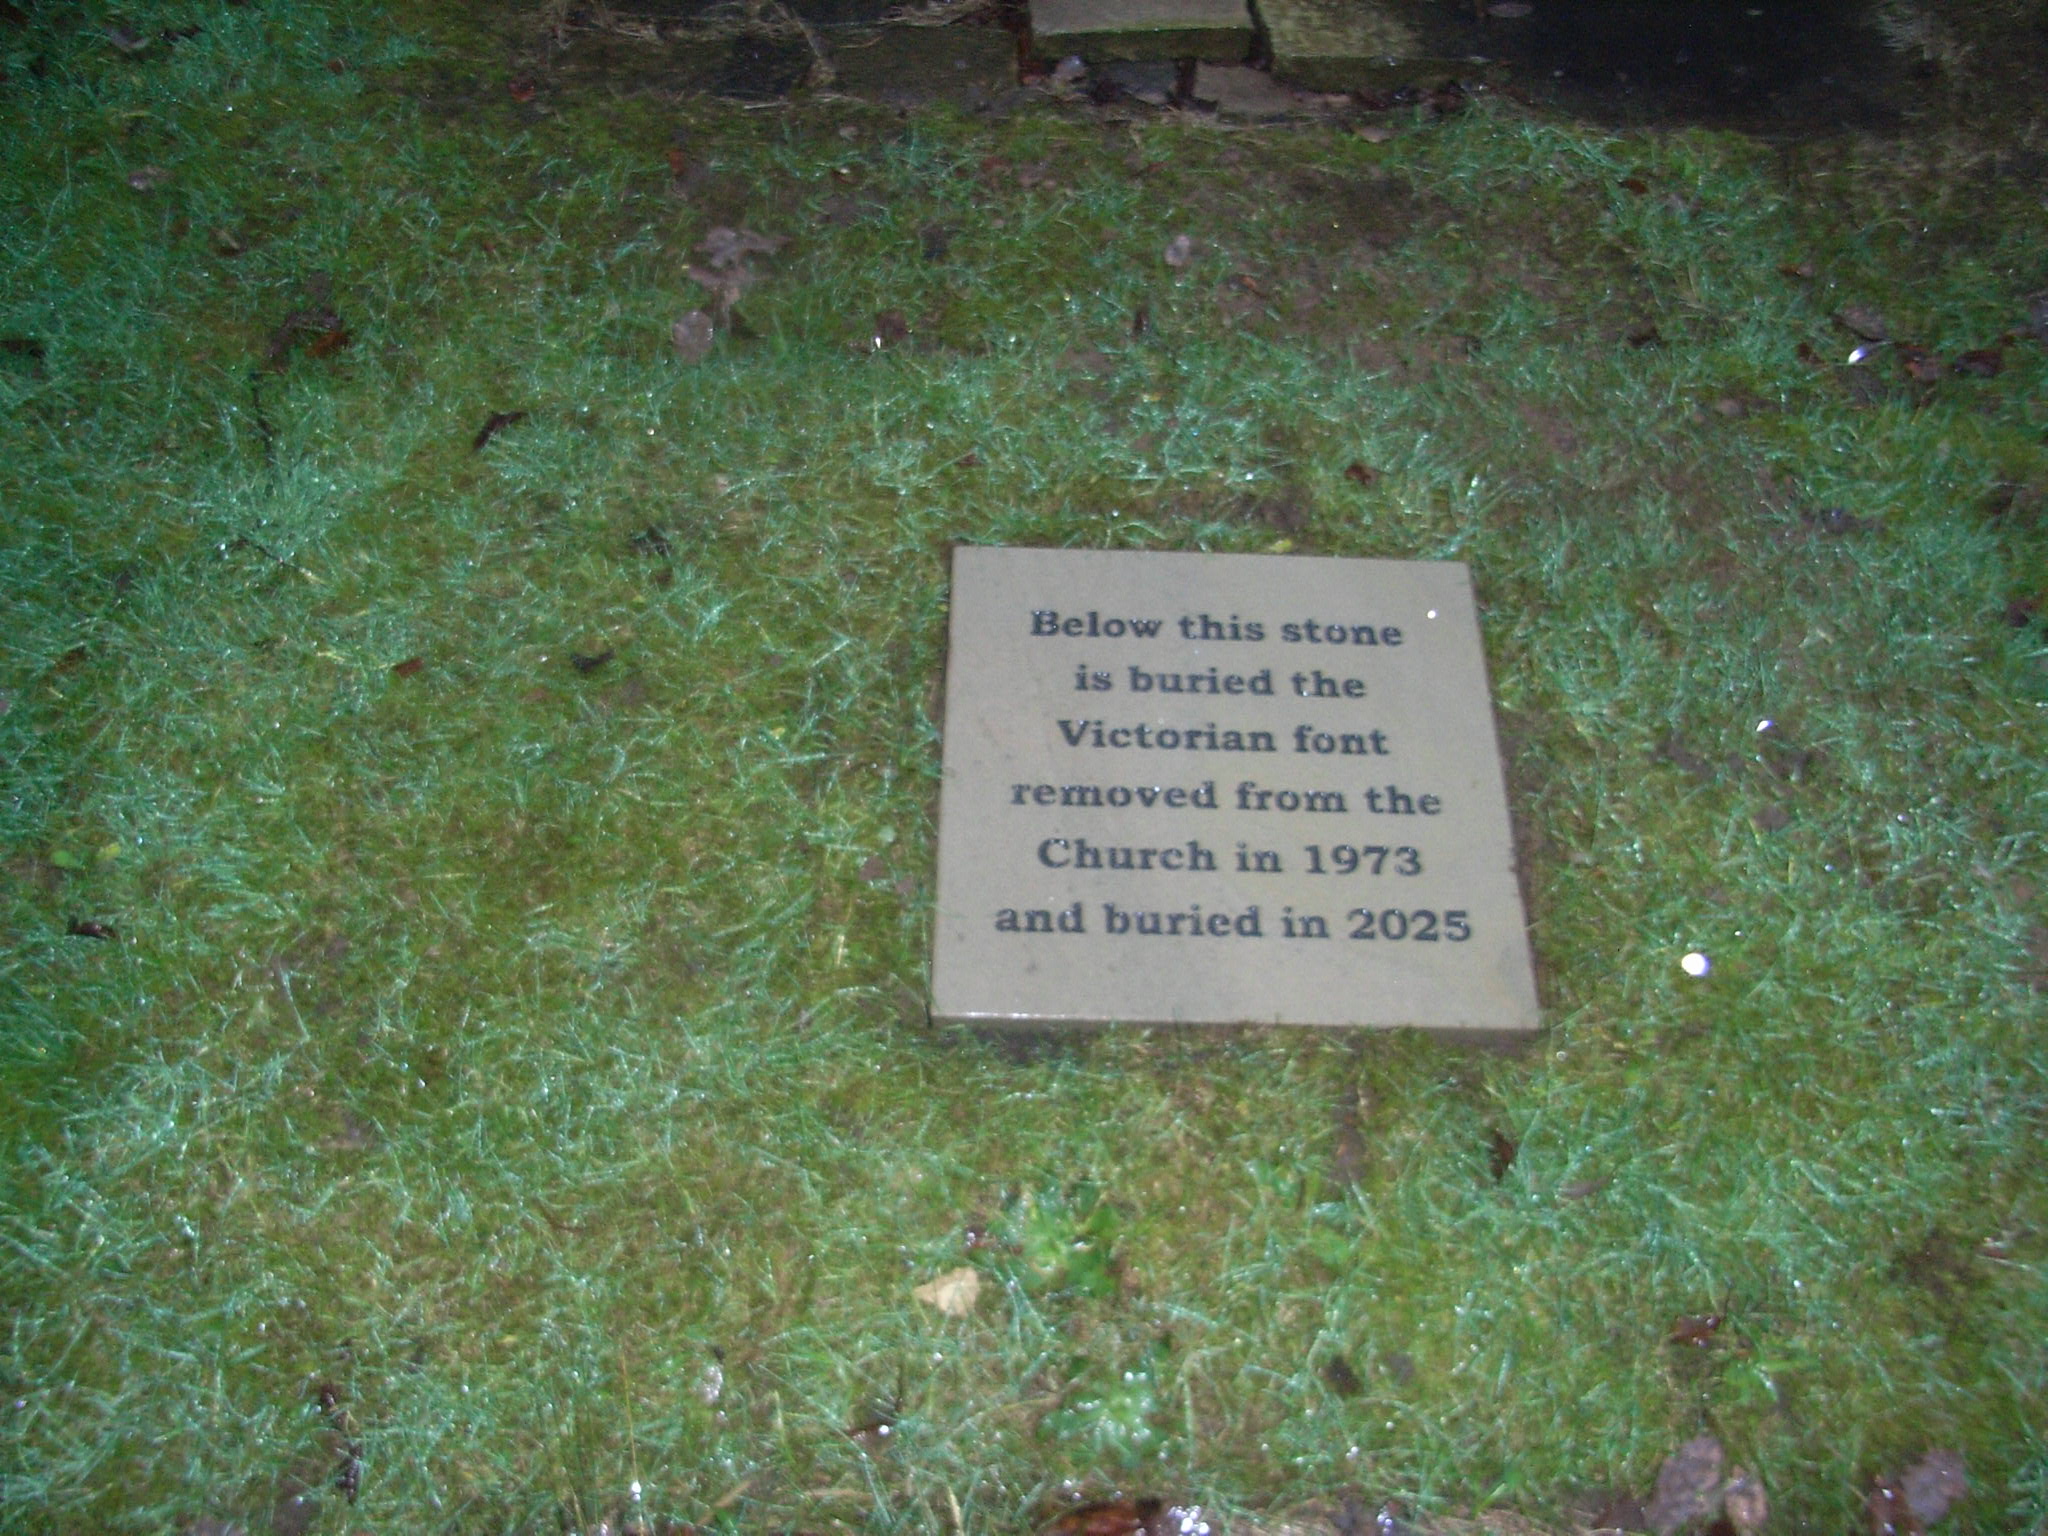 Below this stone
is buried the
Victorian font
removed from the
Church in 1973
and buried in 2025